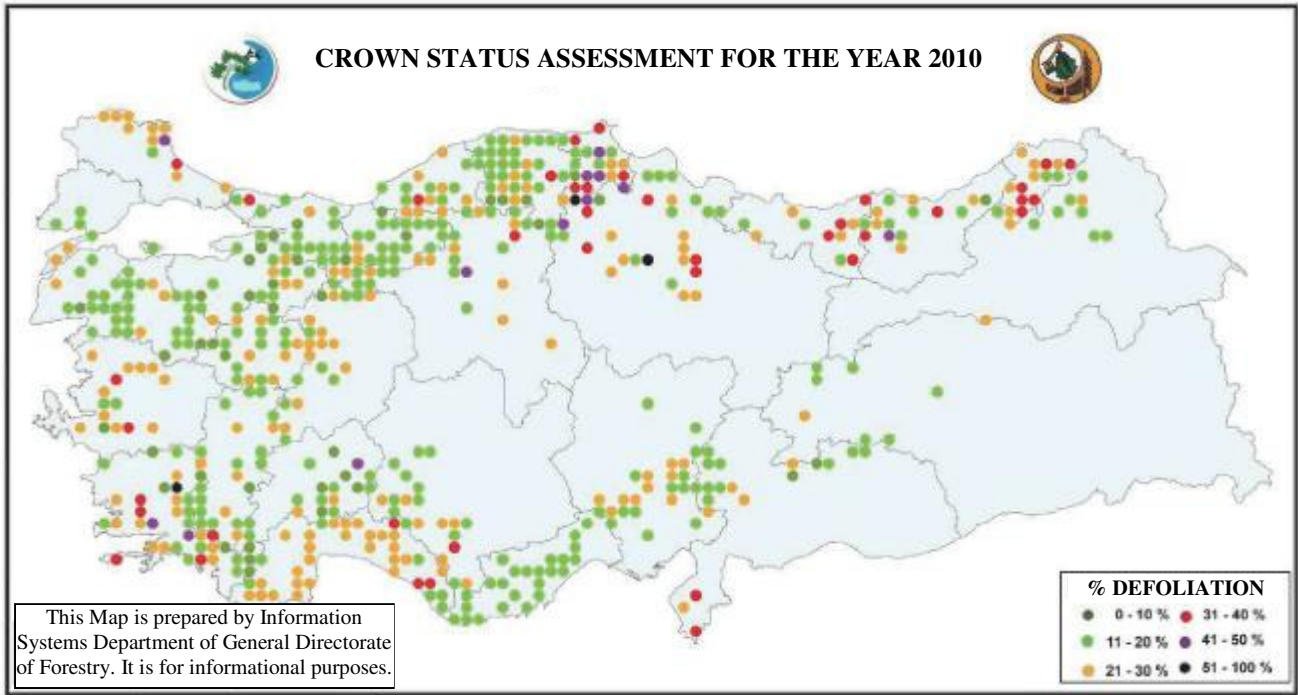 CROWN STATUS ASSESSMENT FOR THE YEAR 2010
This Map is prepared by Information
Systems Department of General Directorate
of Forestry. It is for informational purposes.
% DEFOLIATION
0 - 10 %
31 - 40 %
11 - 20 %
41 - 50 %
21 - 30 %
51 - 100 %